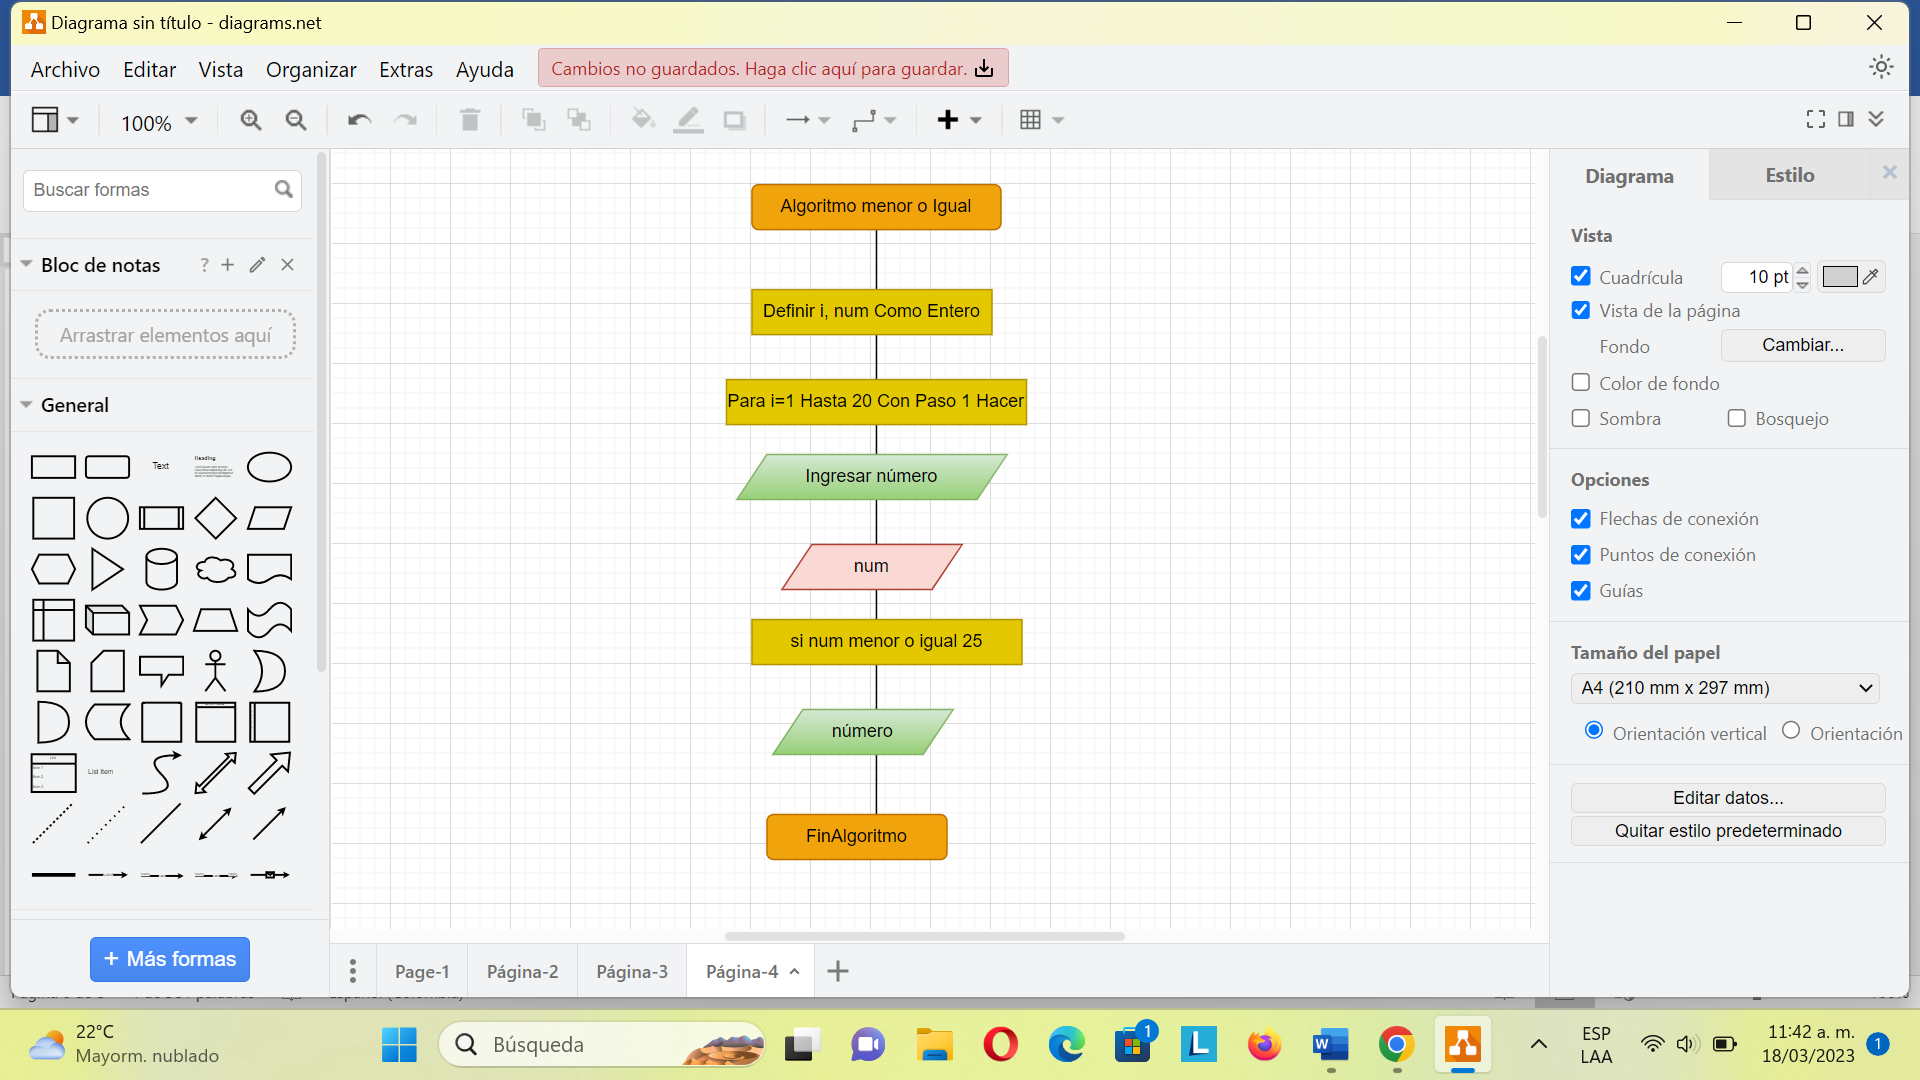 Diagrama sin título - diagrams.net
Archivo Editar Vista Organizar Extras Ayuda Cambios no guardados. Haga clic aquí para guardar.
100%
Buscar formas
Bloc de notas ?
Arrastrar elementos aquí
General
Text
Heading
List
List Item
+ Más formas
Algoritmo menor o Igual
Definir i, num Como Entero
Para i=1 Hasta 20 Con Paso 1 Hacer
Ingresar número
num
si num menor o igual 25
número
FinAlgoritmo
Page-1 Página-2 Página-3 Página-4
Diagrama Estilo
Vista
Cuadrícula 10 pt
Vista de la página
Fondo Cambiar...
Color de fondo
Sombra Bosquejo
Opciones
Flechas de conexión
Puntos de conexión
Guías
Tamaño del papel
A4 (210 mm x 297 mm)
Orientación vertical Orientación
Editar datos...
Quitar estilo predeterminado
22°C
Mayorm. nublado
Búsqueda
1
ESP
LAA
11:42 a. m.
18/03/2023
1